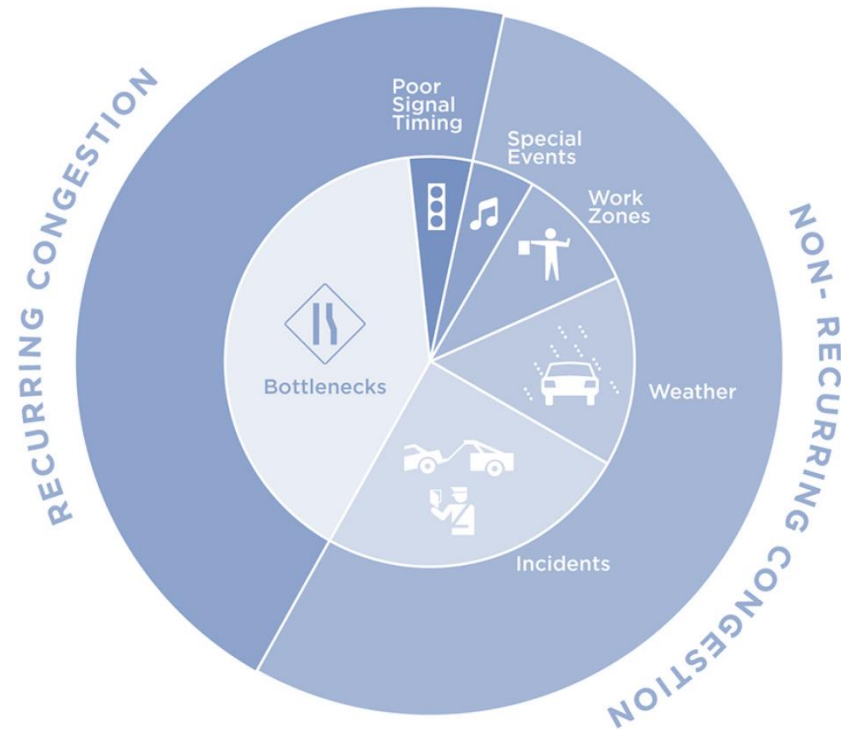 RECURRING CONGESTION
Poor
Signal
Timing
Special
Events
Work
Zones
Bottlenecks
Weather
Incidents
NON- RECURRING CONGESTION